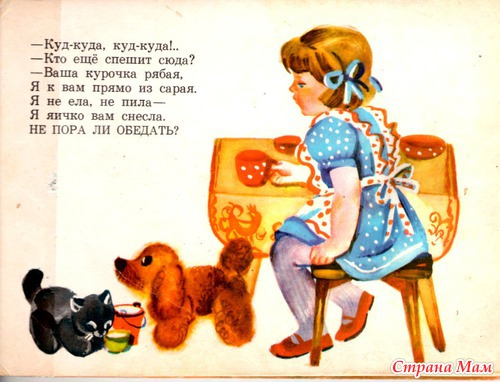 —Куд-куда, куд-куда!..
—Кто ещё спешит сюда?
—Ваша курочка рябая,
Я к вам прямо из сарая.
Я не ела, не пила—
Я яичко вам снесла.
НЕ ПОРА ЛИ ОБЕДАТЬ?
Страна Мам